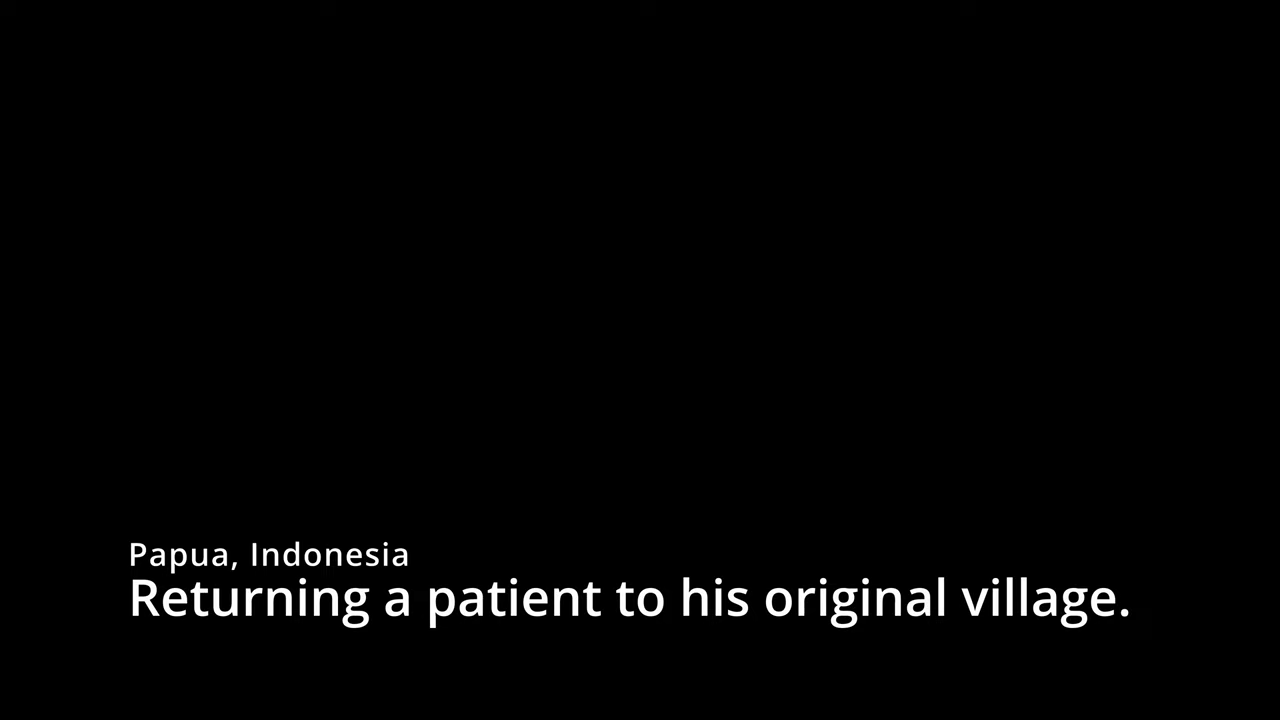 Papua, Indonesia
Returning a patient to his original village.